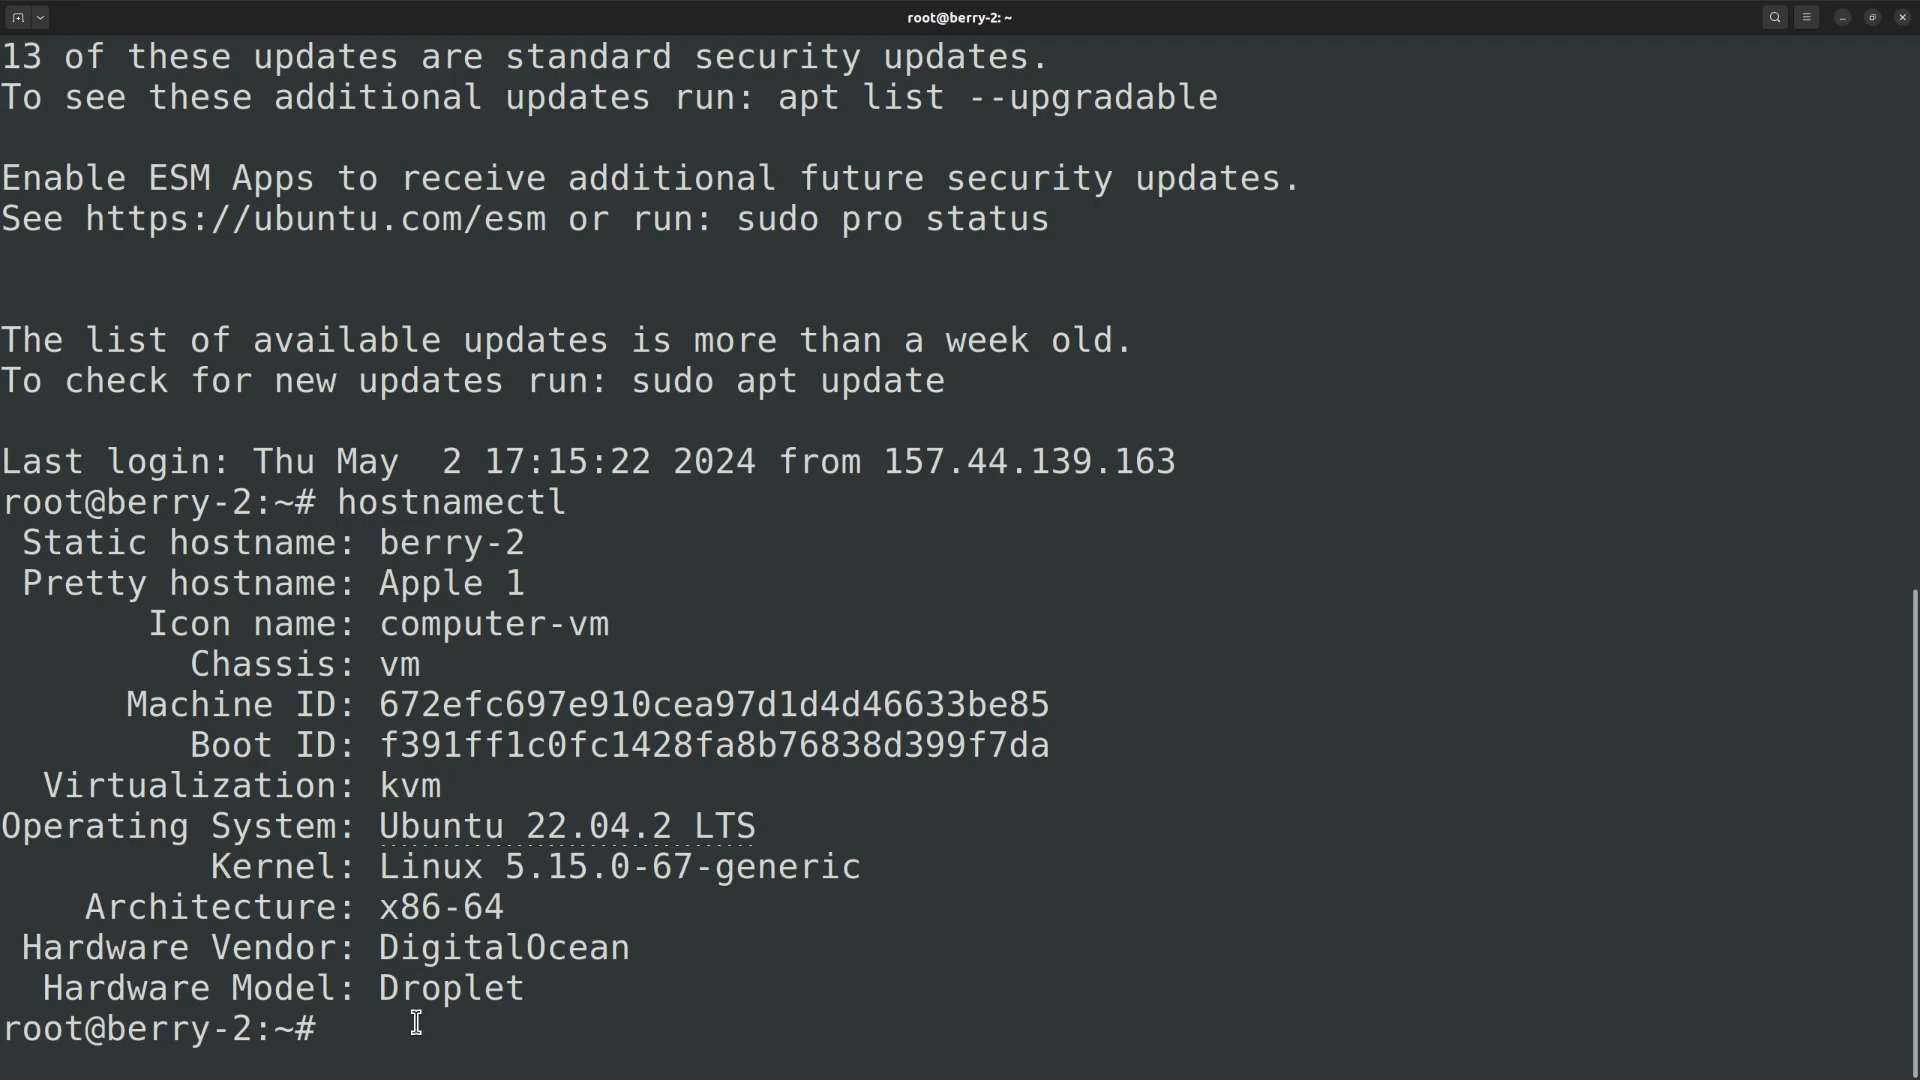 root@berry-2: ~
13 of these updates are standard security updates.
To see these additional updates run: apt list --upgradable
Enable ESM Apps to receive additional future security updates.
See https://ubuntu.com/esm or run: sudo pro status
The list of available updates is more than a week old.
To check for new updates run: sudo apt update
Last login: Thu May  2 17:15:22 2024 from 157.44.139.163
root@berry-2:~# hostnamectl
 Static hostname: berry-2
 Pretty hostname: Apple 1
       Icon name: computer-vm
         Chassis: vm
      Machine ID: 672efc697e910cea97d1d4d46633be85
         Boot ID: f391ff1c0fc1428fa8b76838d399f7da
  Virtualization: kvm
Operating System: Ubuntu 22.04.2 LTS
          Kernel: Linux 5.15.0-67-generic
    Architecture: x86-64
 Hardware Vendor: DigitalOcean
  Hardware Model: Droplet
root@berry-2:~#